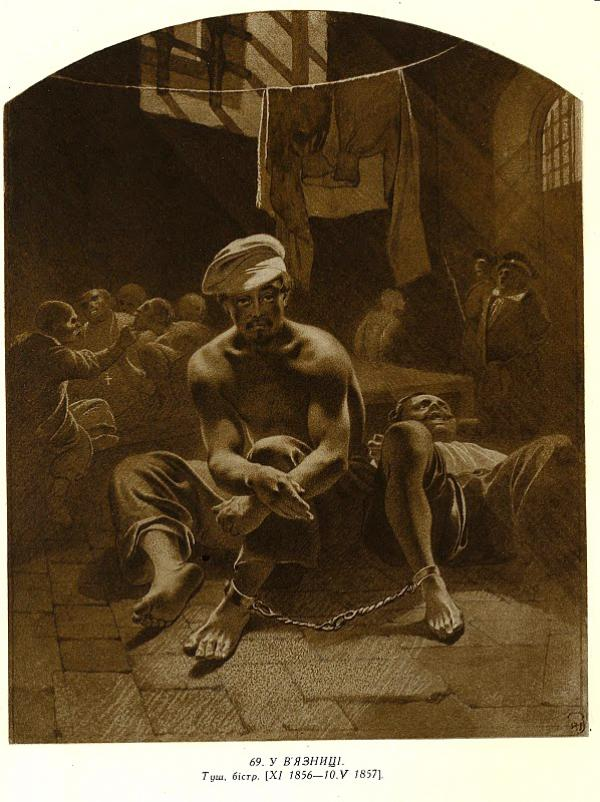 69. У В'ЯЗНИЦІ.
Туш, бістр. [XI 1856—10.V 1857].